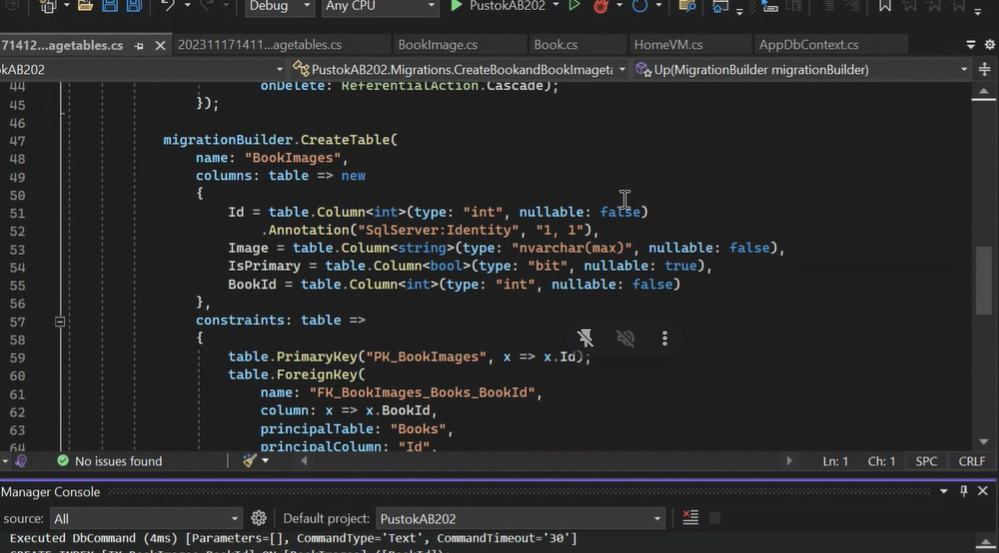 Debug
Any CPU
PustokAB202
71412...agetables.cs
202311171411...agetables.cs
BookImage.cs
Book.cs
HomeVM.cs
AppDbContext.cs
okAB202
PustokAB202.Migrations.CreateBookandBookImageta
Up(MigrationBuilder migrationBuilder)
44 onDelete: ReferentialAction.Cascade);
45 });
46
47 migrationBuilder.CreateTable(
48 name: "BookImages",
49 columns: table => new
50 {
51 Id = table.Column<int>(type: "int", nullable: false)
52 .Annotation("SqlServer:Identity", "1, 1"),
53 Image = table.Column<string>(type: "nvarchar(max)", nullable: false),
54 IsPrimary = table.Column<bool>(type: "bit", nullable: true),
55 BookId = table.Column<int>(type: "int", nullable: false)
56 },
57 constraints: table =>
58 {
59 table.PrimaryKey("PK_BookImages", x => x.Id);
60 table.ForeignKey(
61 name: "FK_BookImages_Books_BookId",
62 column: x => x.BookId,
63 principalTable: "Books",
64 principalColumn: "Id",
No issues found
Ln: 1 Ch: 1 SPC CRLF
Manager Console
source: All
Default project: PustokAB202
Executed DbCommand (4ms) [Parameters=[], CommandType='Text', CommandTimeout='30']
CREATE INDEX [IX_BookImages_BookId] ON [BookImages] ([BookId])